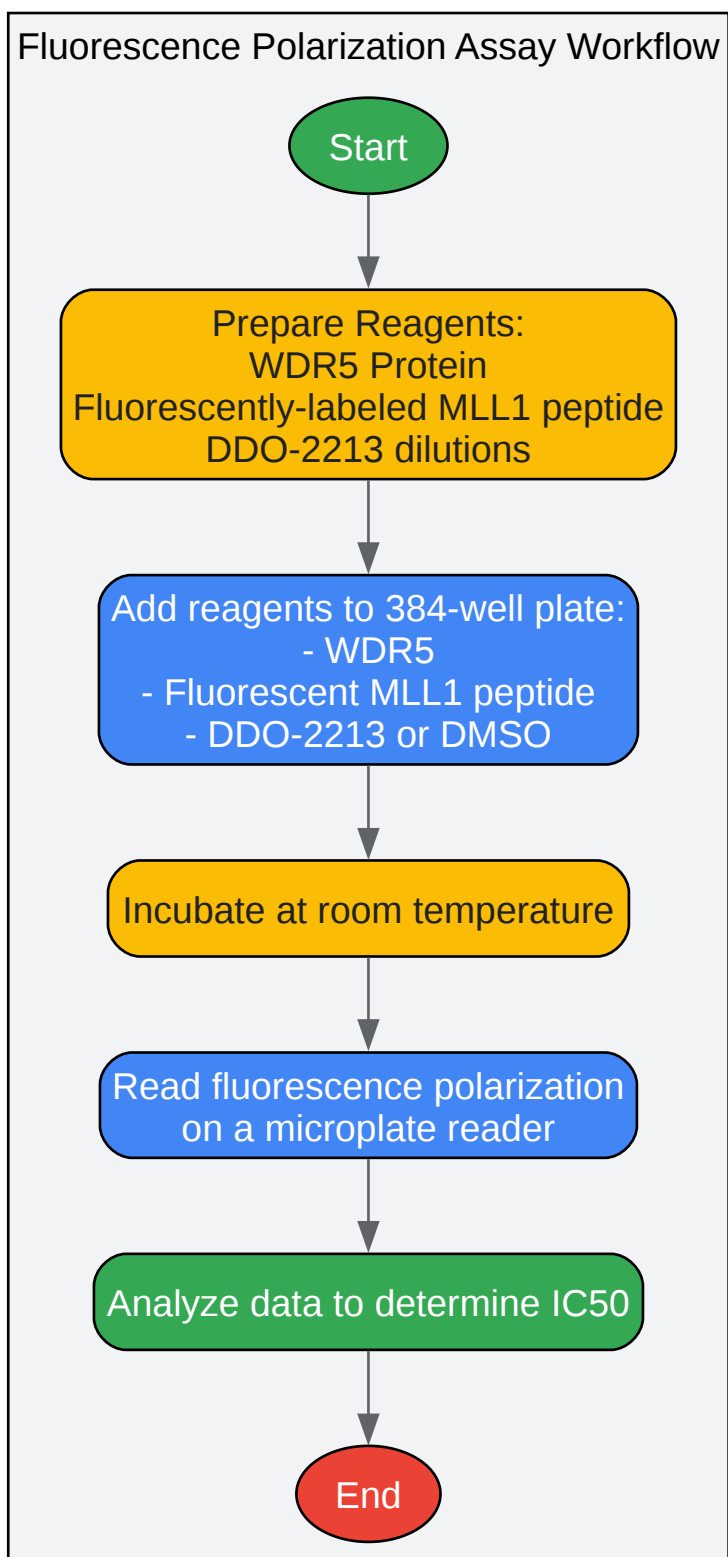 Fluorescence Polarization Assay Workflow
Start
Prepare Reagents:
WDR5 Protein
Fluorescently-labeled MLL1 peptide
DDO-2213 dilutions
Add reagents to 384-well plate:
- WDR5
- Fluorescent MLL1 peptide
- DDO-2213 or DMSO
Incubate at room temperature
Read fluorescence polarization
on a microplate reader
Analyze data to determine IC50
End